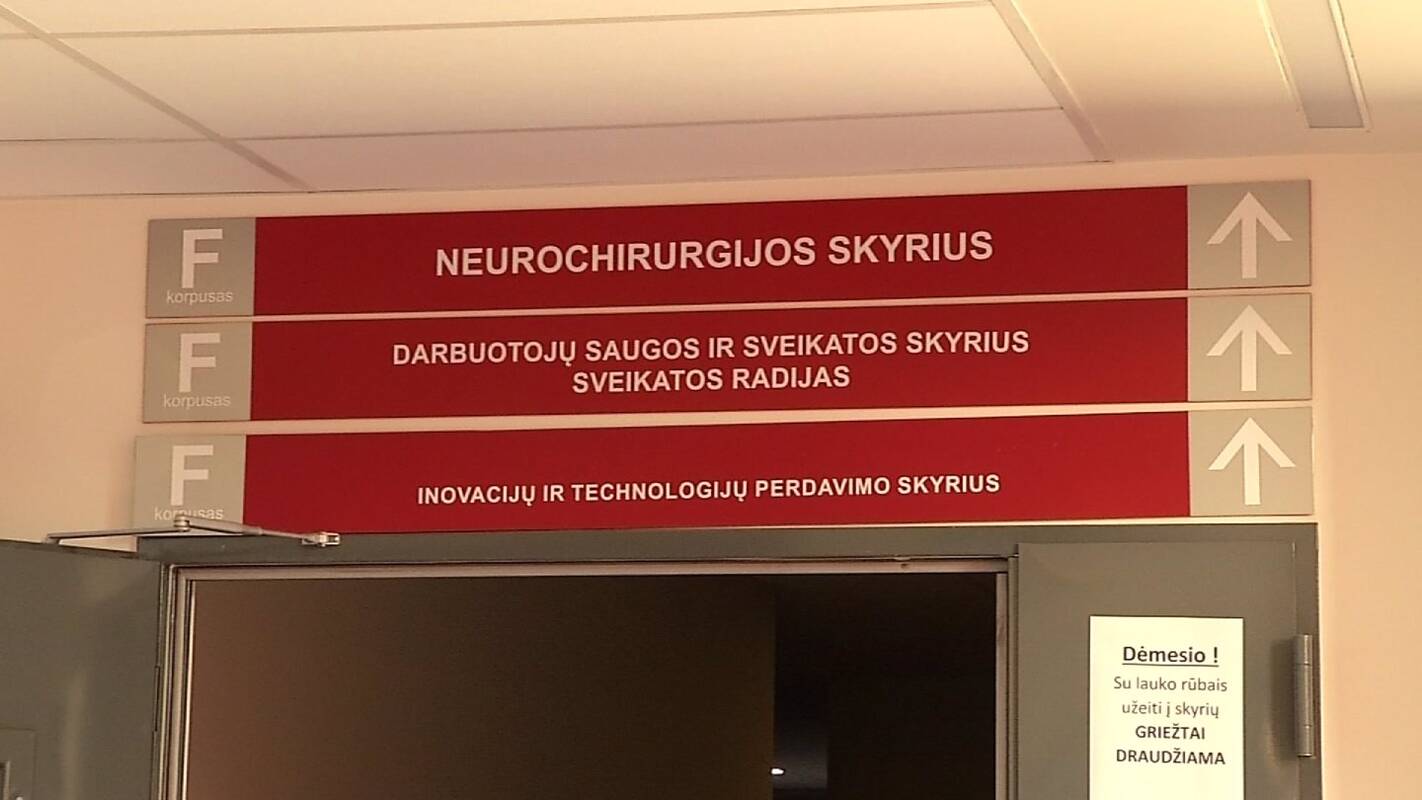 F
korpusas
NEUROCHIRURGIJOS SKYRIUS
F
korpusas
DARBUOTOJŲ SAUGOS IR SVEIKATOS SKYRIUS
SVEIKATOS RADIJAS
F
korpusas
INOVACIJŲ IR TECHNOLOGIJŲ PERDAVIMO SKYRIUS
Dėmesio !
Su lauko rūbais
užeiti į skyrių
GRIEŽTAI
DRAUDŽIAMA